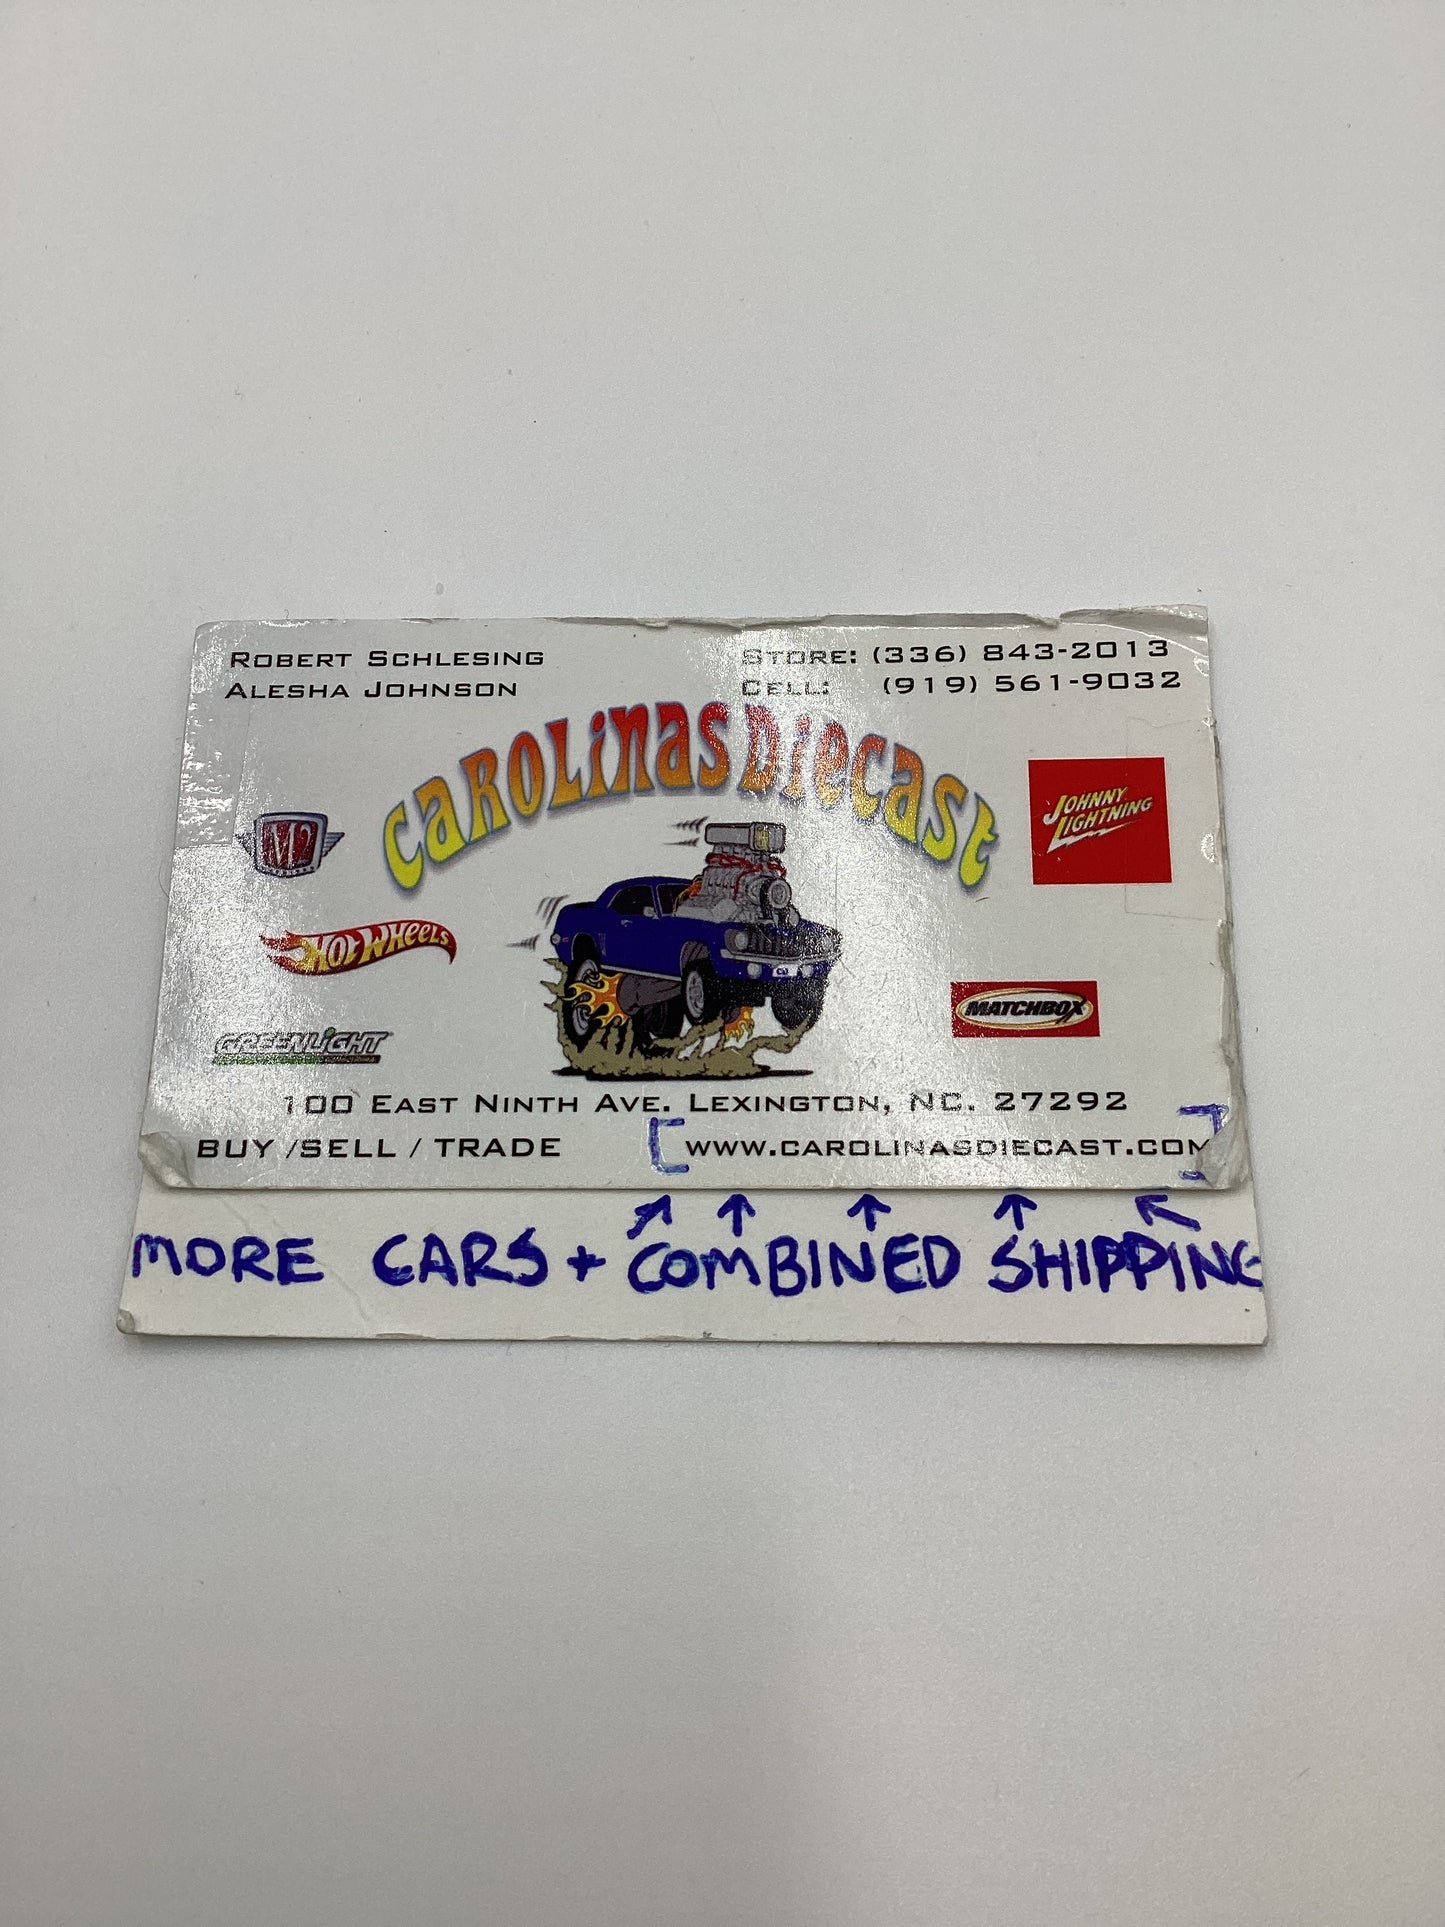 ROBERT SCHLESING
ALESHA JOHNSON
STORE: (336) 843-2013
CELL: (919) 561-9032
CAROLINAS DIECAST
M2
JOHNNY
LIGHTNING
HOT WHEELS
MATCHBOX
GREENLIGHT
100 EAST NINTH AVE. LEXINGTON, NC. 27292
BUY /SELL / TRADE [WWW.CAROLINASDIECAST.COM]
MORE CARS + COMBINED SHIPPING